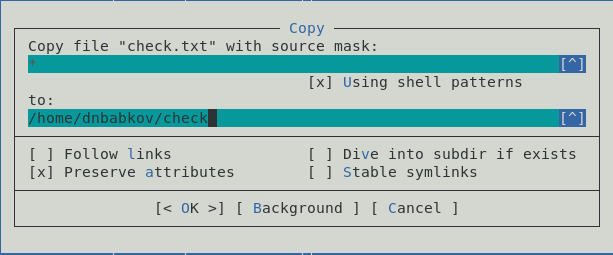 Copy
Copy file "check.txt" with source mask:
* [^]
[x] Using shell patterns
to:
/home/dnbabkov/check [^]
[ ] Follow links [ ] Dive into subdir if exists
[x] Preserve attributes [ ] Stable symlinks
[< OK >] [ Background ] [ Cancel ]